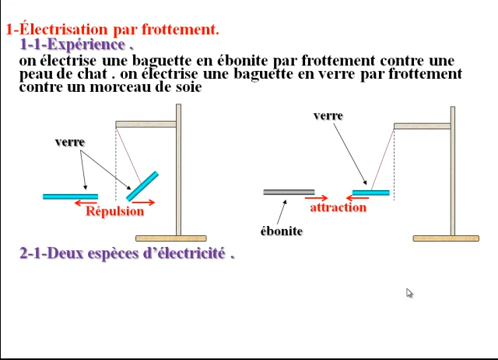 1-Électrisation par frottement.
1-1-Expérience .
on électrise une baguette en ébonite par frottement contre une
peau de chat . on électrise une baguette en verre par frottement
contre un morceau de soie
verre
Répulsion
verre
attraction
ébonite
2-1-Deux espèces d’électricité .